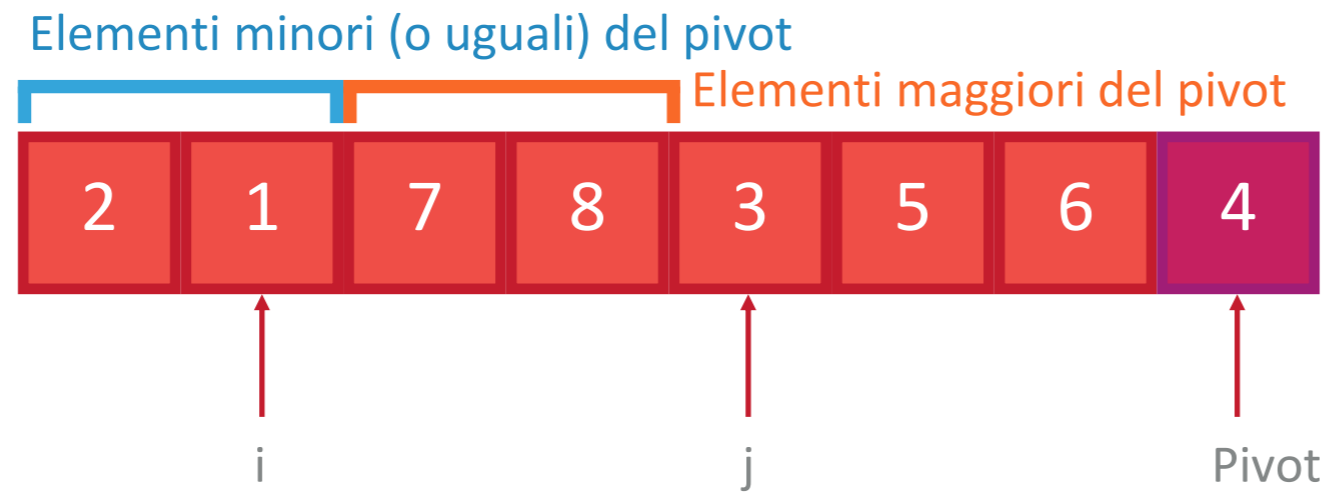 Elementi minori (o uguali) del pivot
Elementi maggiori del pivot
2 1 7 8 3 5 6 4
i j Pivot